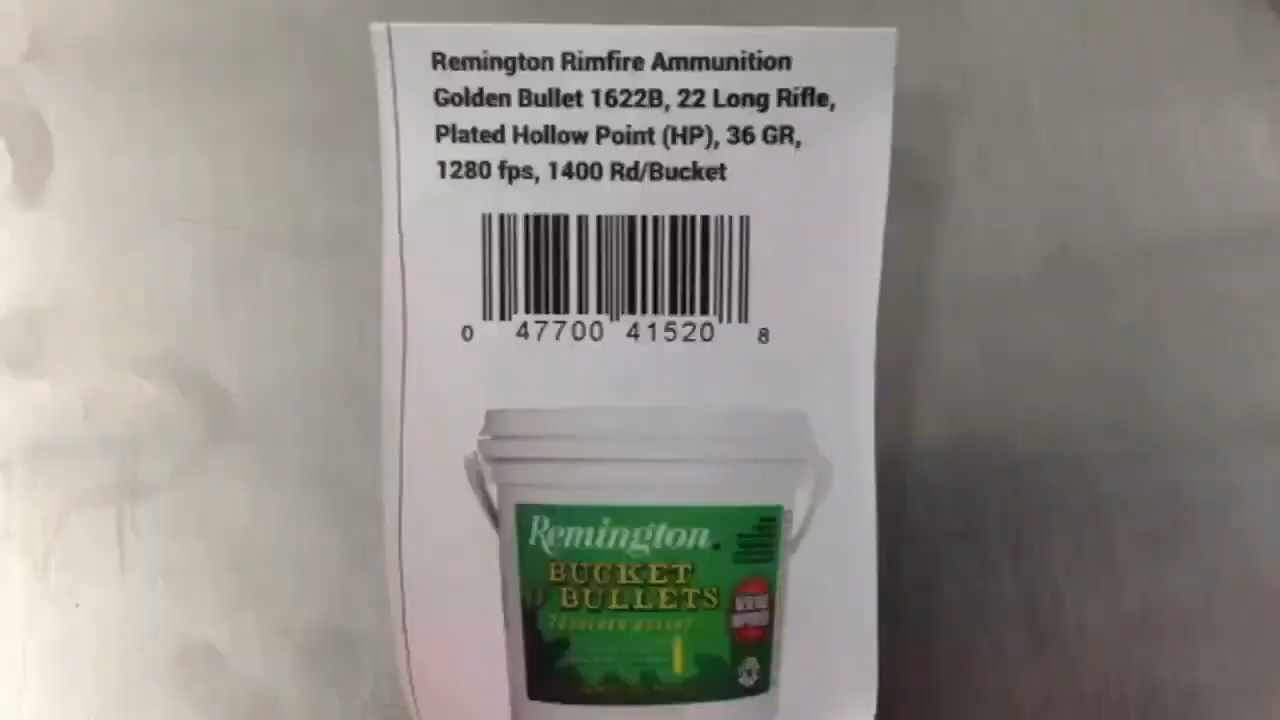 Remington Rimfire Ammunition
Golden Bullet 1622B, 22 Long Rifle,
Plated Hollow Point (HP), 36 GR,
1280 fps, 1400 Rd/Bucket
0 47700 41520 8
Remington
BUCKET
BULLETS